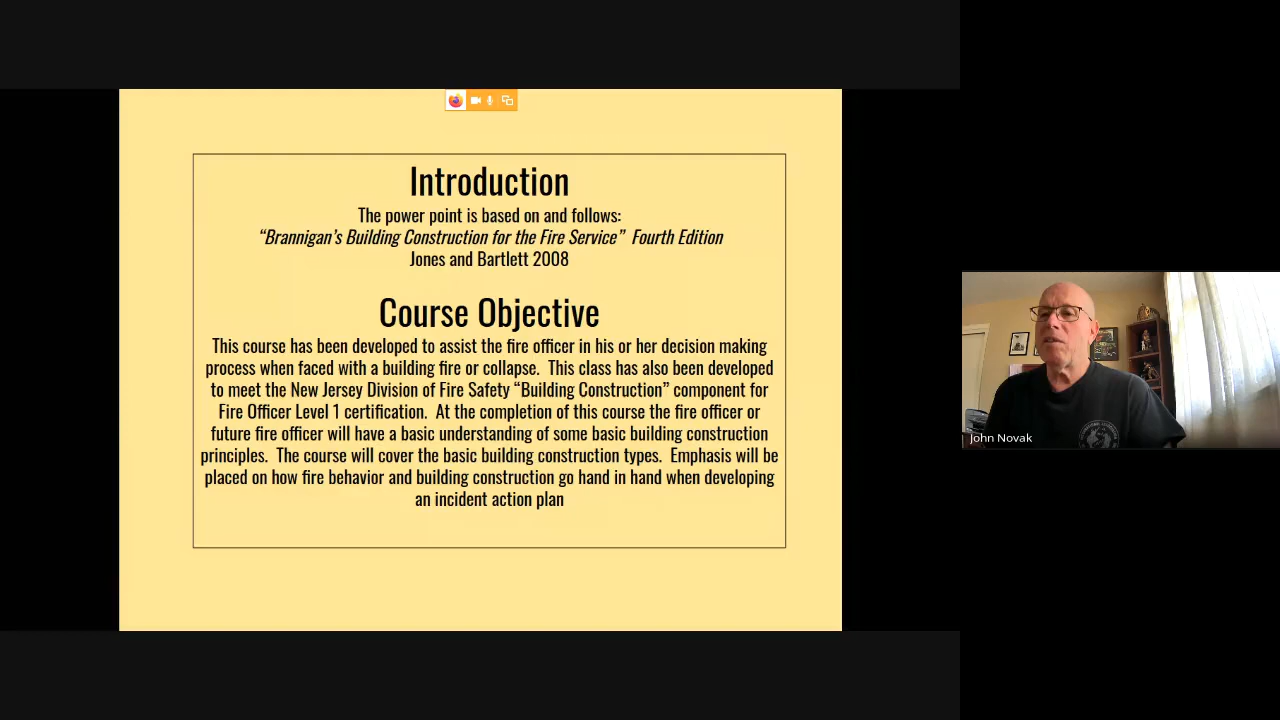 Introduction
The power point is based on and follows:
“Brannigan’s Building Construction for the Fire Service”  Fourth Edition
Jones and Bartlett 2008
Course Objective
This course has been developed to assist the fire officer in his or her decision making
process when faced with a building fire or collapse.  This class has also been developed
to meet the New Jersey Division of Fire Safety “Building Construction” component for
Fire Officer Level 1 certification.  At the completion of this course the fire officer or
future fire officer will have a basic understanding of some basic building construction
principles.  The course will cover the basic building construction types.  Emphasis will be
placed on how fire behavior and building construction go hand in hand when developing
an incident action plan
John Novak